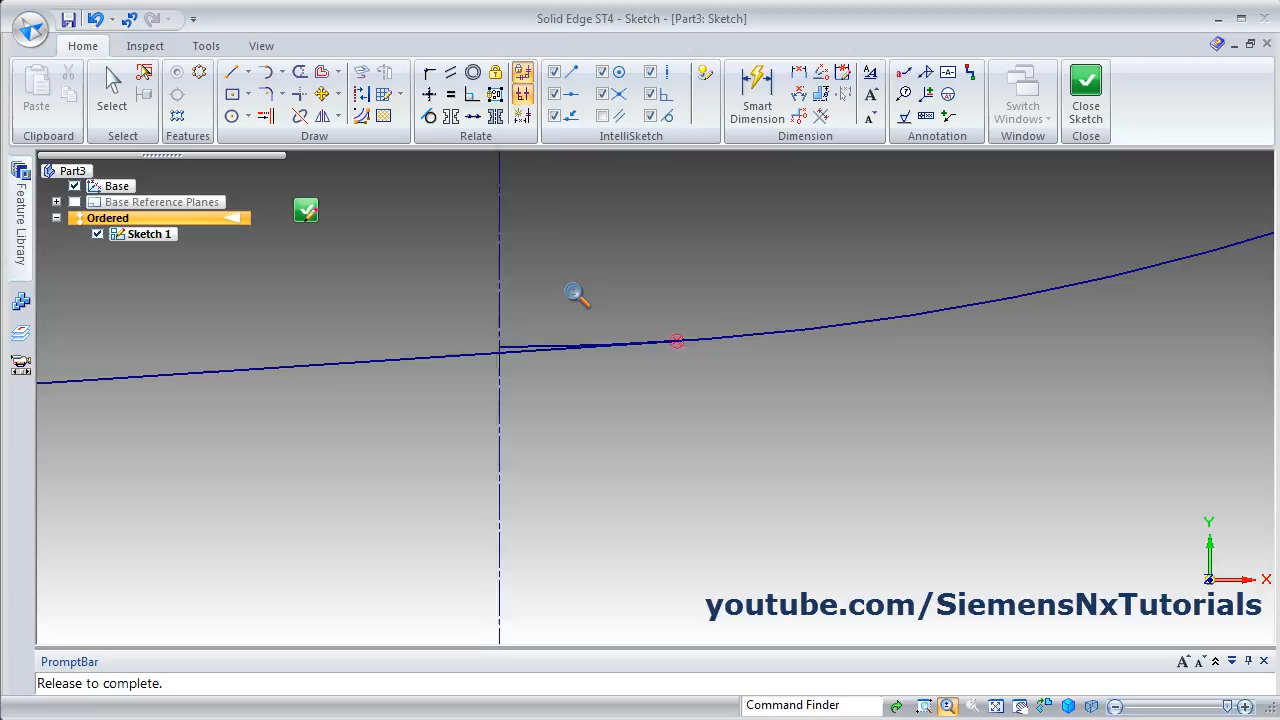 Solid Edge ST4 - Sketch - [Part3: Sketch]
Home Inspect Tools View
Paste
Clipboard
Select
Select
Features
Draw
Relate
IntelliSketch
Smart
Dimension
Dimension
Annotation
Switch
Windows
Window
Close
Sketch
Close
Feature Library
Part3
Base
Base Reference Planes
Ordered
Sketch 1
Y
X
youtube.com/SiemensNxTutorials
PromptBar
Release to complete.
Command Finder